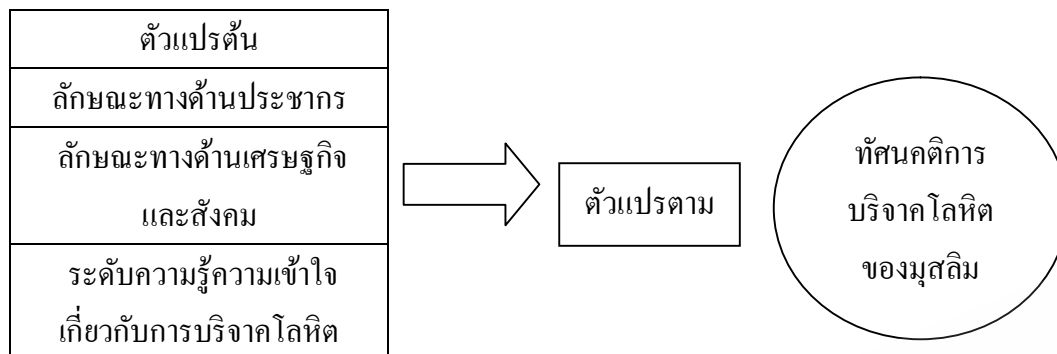 ตัวแปรต้น
ลักษณะทางด้านประชากร
ลักษณะทางด้านเศรษฐกิจ
และสังคม
ระดับความรู้ความเข้าใจ
เกี่ยวกับการบริจาคโลหิต
ตัวแปรตาม
ทัศนคติการ
บริจาคโลหิต
ของมุสลิม